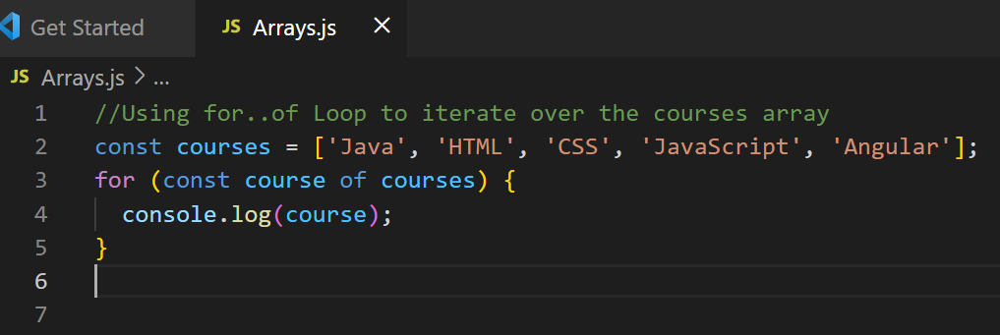 Get Started JS Arrays.js ×
JS Arrays.js > ...
1 //Using for..of Loop to iterate over the courses array
2 const courses = ['Java', 'HTML', 'CSS', 'JavaScript', 'Angular'];
3 for (const course of courses) {
4   console.log(course);
5 }
6
7